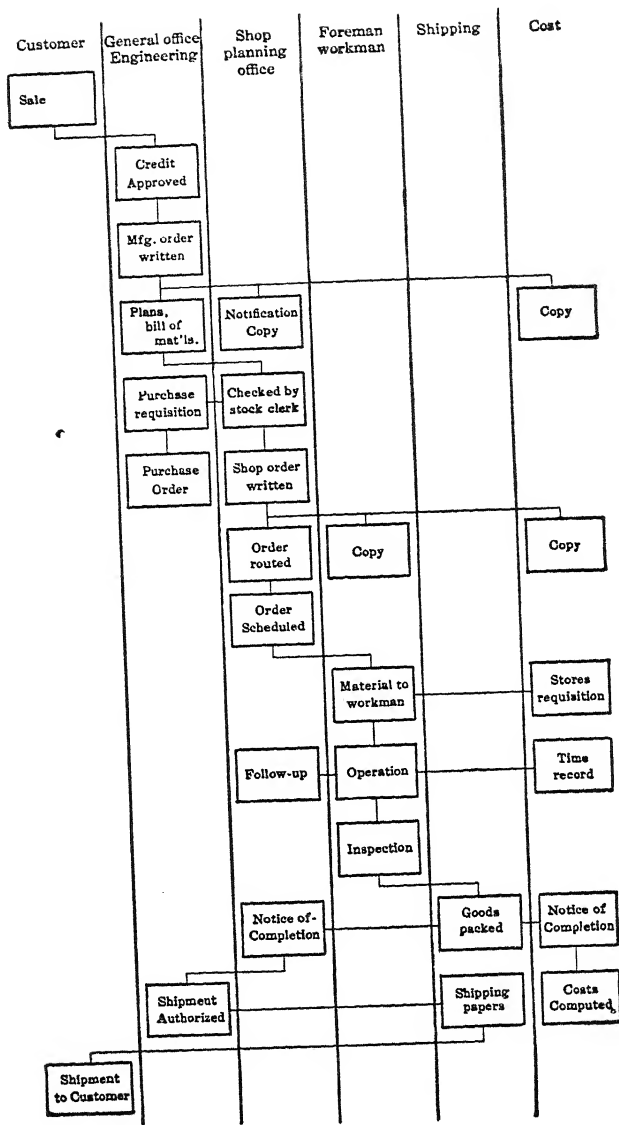 Customer
General office
Engineering
Shop
planning
office
Foreman
workman
Shipping
Cost
Sale
Credit
Approved
Mfg. order
written
Plans,
bill of
mat'ls.
Notification
Copy
Copy
Purchase
requisition
Checked by
stock clerk
Purchase
Order
Shop order
written
Order
routed
Copy
Copy
Order
Scheduled
Material to
workman
Stores
requisition
Follow-up
Operation
Time
record
Inspection
Notice of-
Completion
Goods
packed
Notice of
Completion
Shipment
Authorized
Shipping
papers
Costs
Computed
Shipment
to Customer